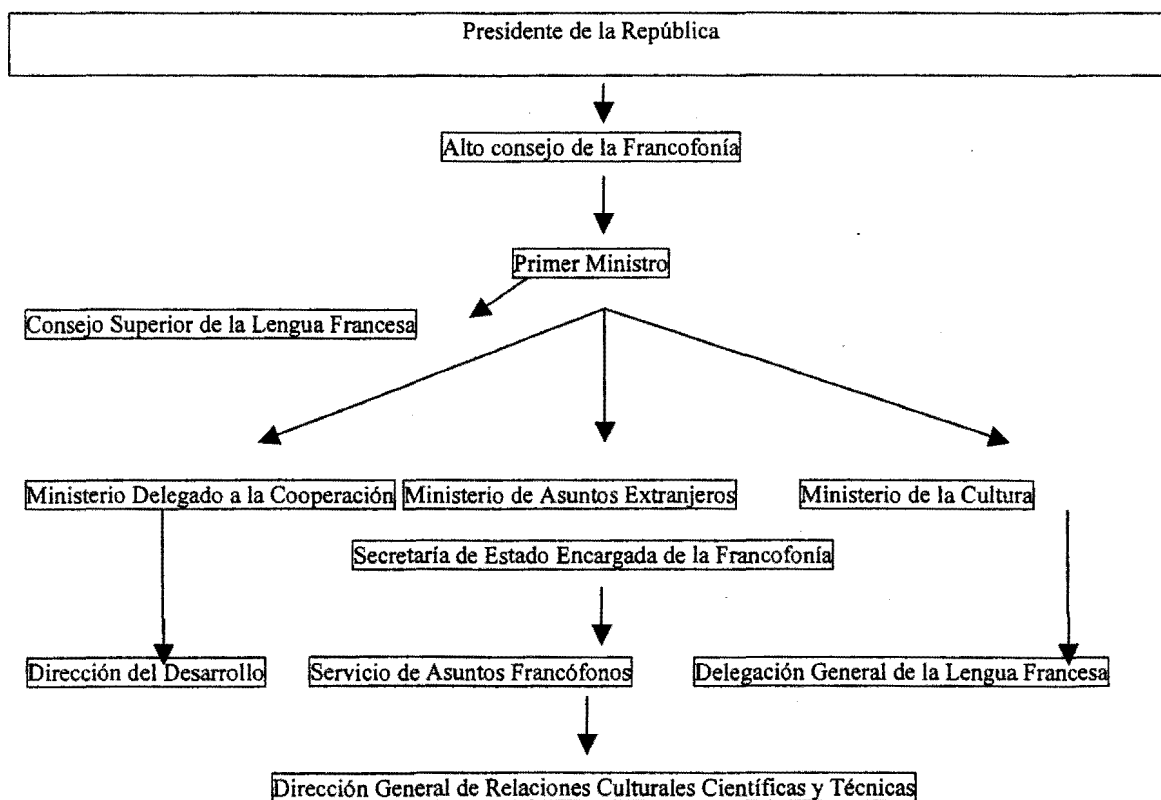 Presidente de la República
Alto consejo de la Francofonía
Primer Ministro
Consejo Superior de la Lengua Francesa
Ministerio Delegado a la Cooperación
Ministerio de Asuntos Extranjeros
Ministerio de la Cultura
Secretaría de Estado Encargada de la Francofonía
Dirección del Desarrollo
Servicio de Asuntos Francófonos
Delegación General de la Lengua Francesa
Dirección General de Relaciones Culturales Científicas y Técnicas